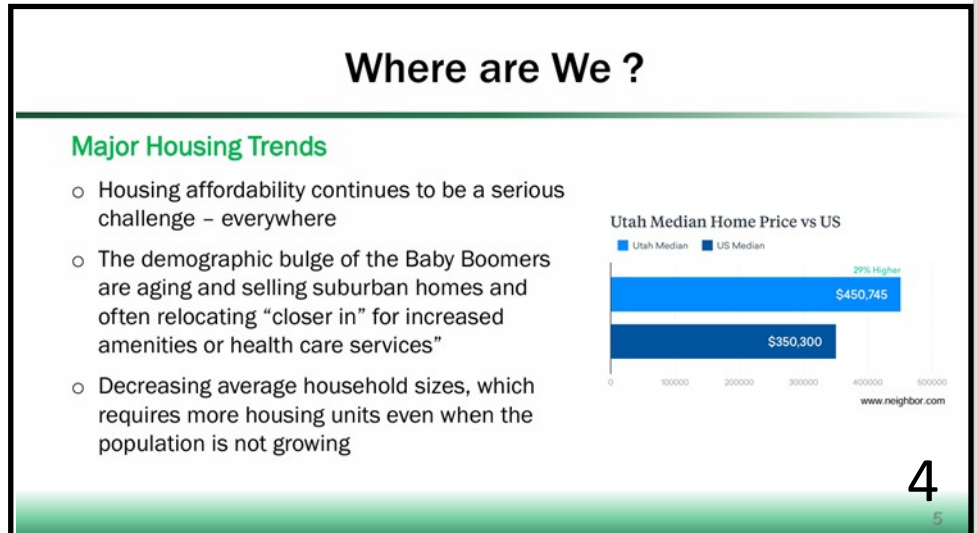 Where are We ?
Major Housing Trends
o Housing affordability continues to be a serious
challenge – everywhere
o The demographic bulge of the Baby Boomers
are aging and selling suburban homes and
often relocating “closer in” for increased
amenities or health care services”
o Decreasing average household sizes, which
requires more housing units even when the
population is not growing
Utah Median Home Price vs US
Utah Median US Median
29% Higher
$450,745
$350,300
0 100000 200000 300000 400000 500000
www.neighbor.com
4
5